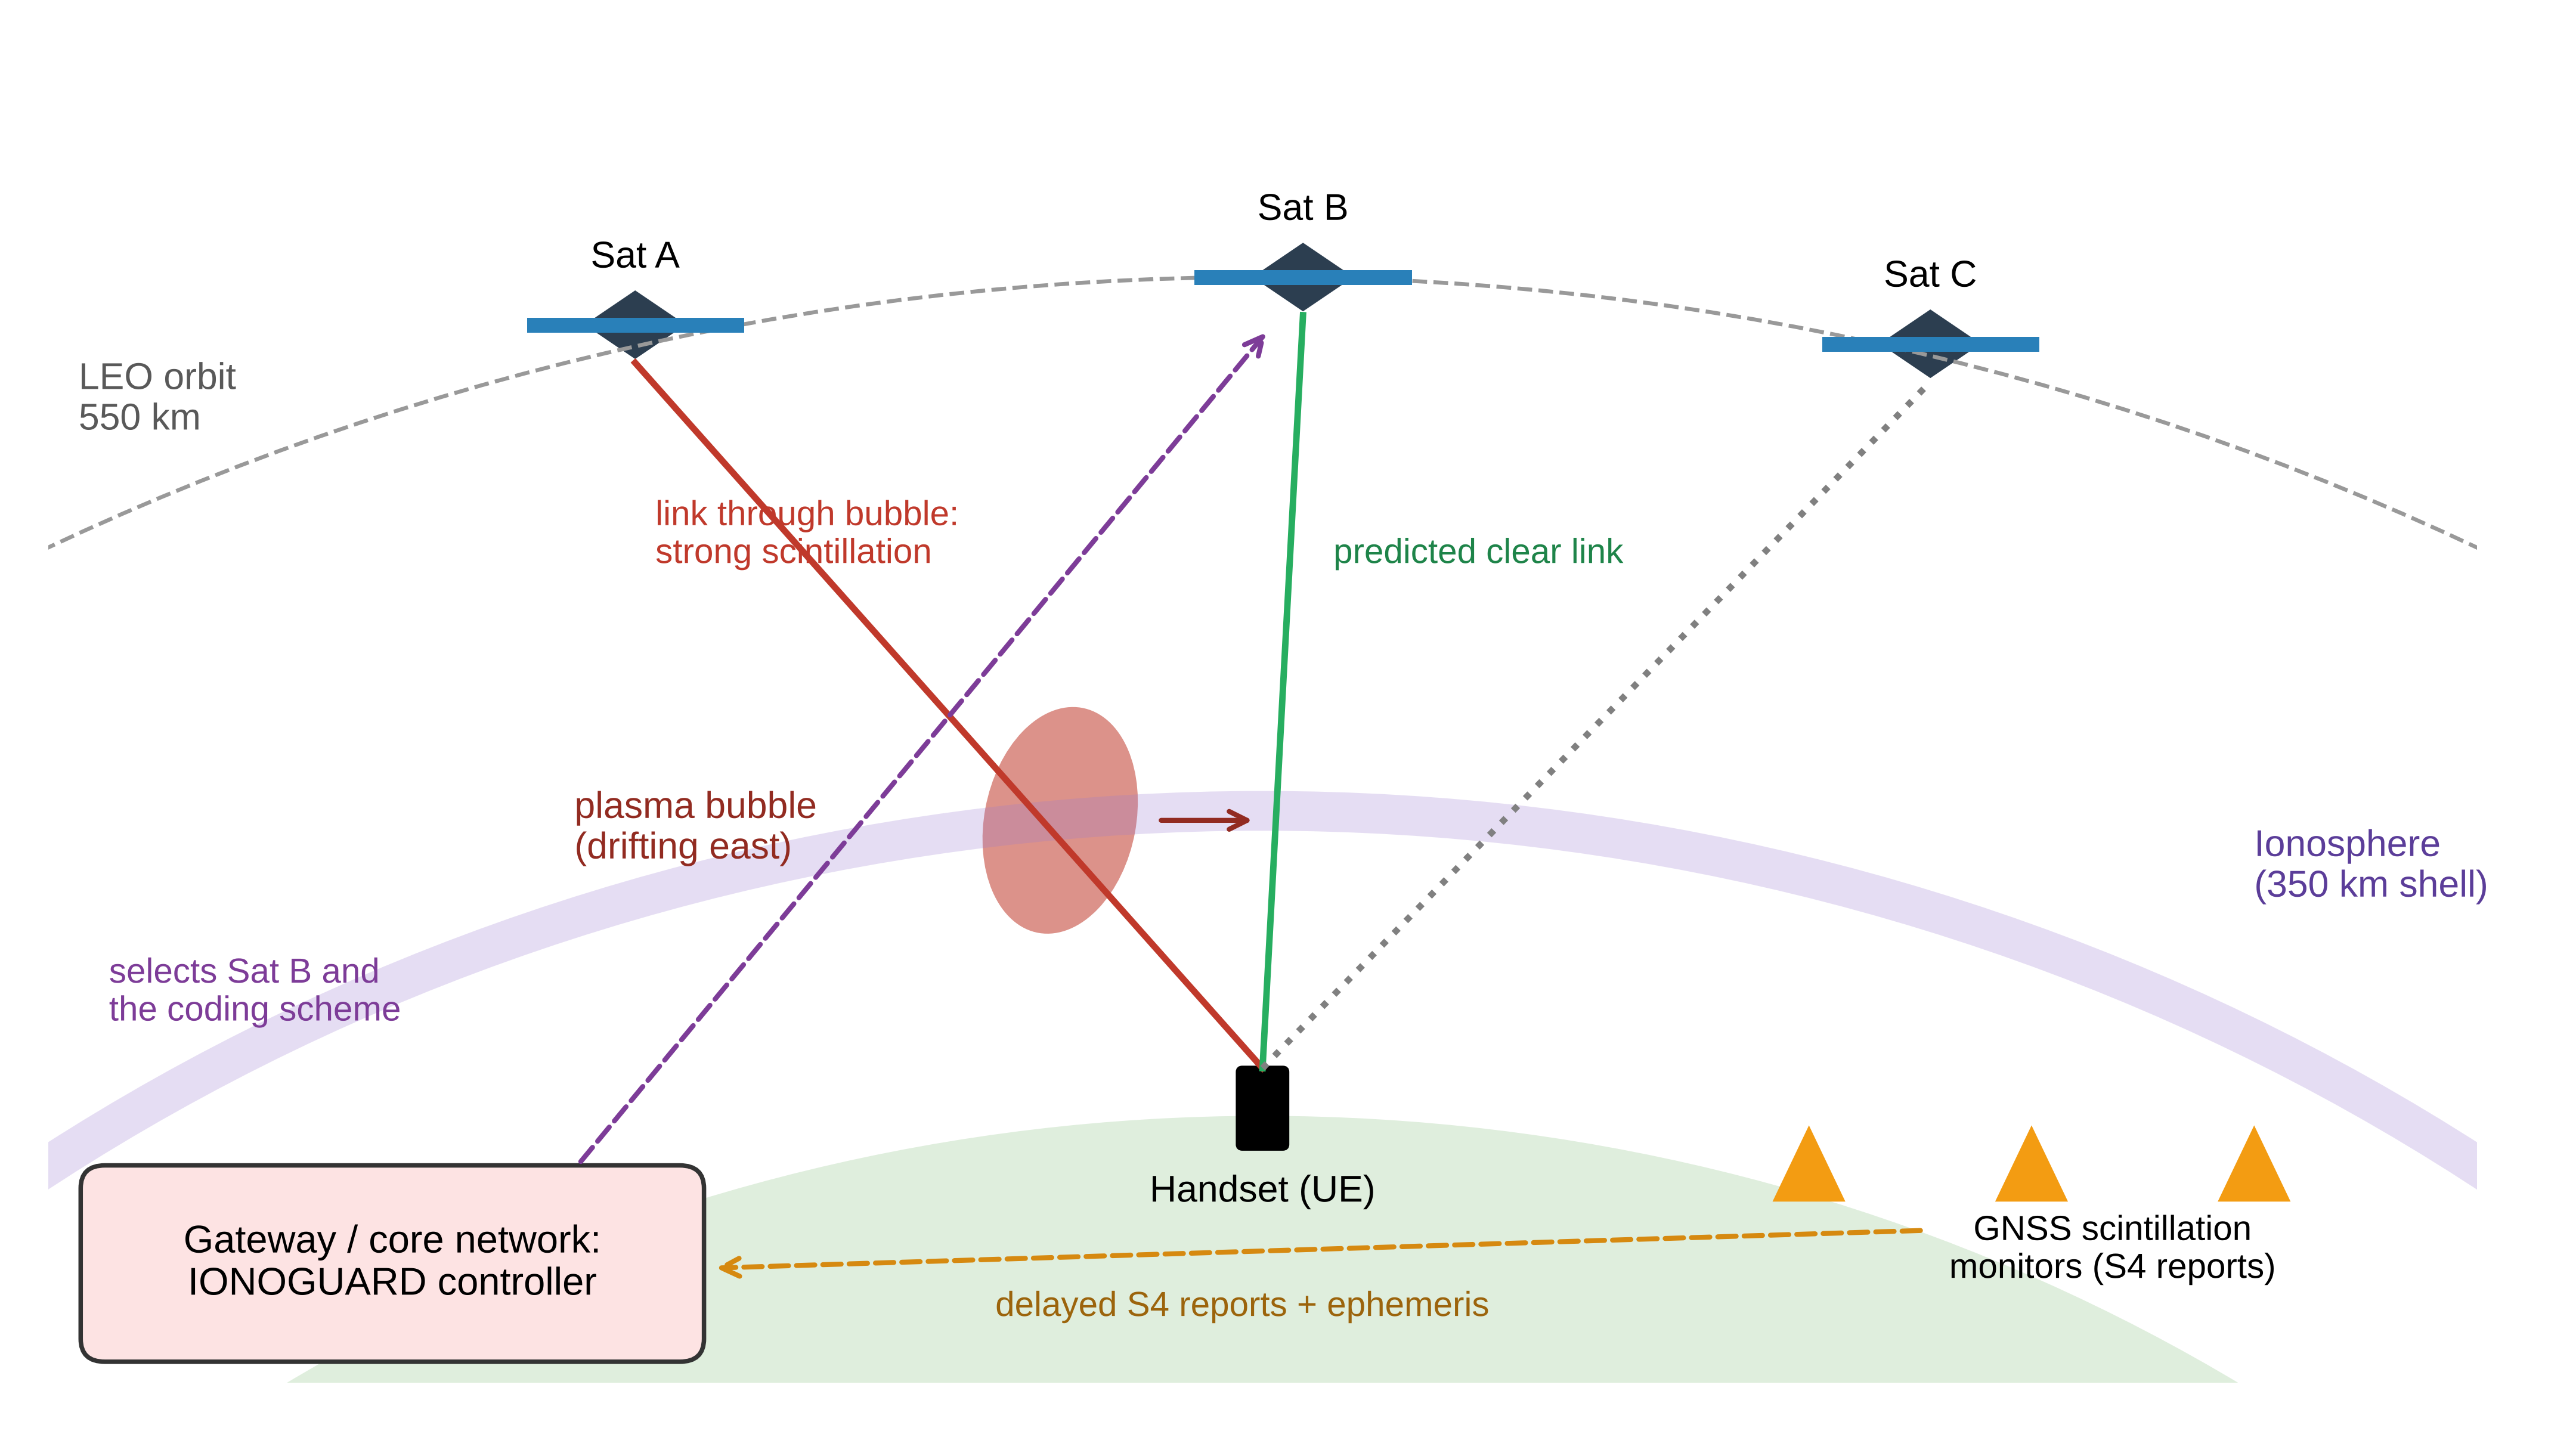 Sat B
Sat A
Sat C
LEO orbit
550 km
link through bubble:
strong scintillation
predicted clear link
plasma bubble
(drifting east)
Ionosphere
(350 km shell)
selects Sat B and
the coding scheme
Handset (UE)
Gateway / core network:
IONOGUARD controller
GNSS scintillation
monitors (S4 reports)
delayed S4 reports + ephemeris